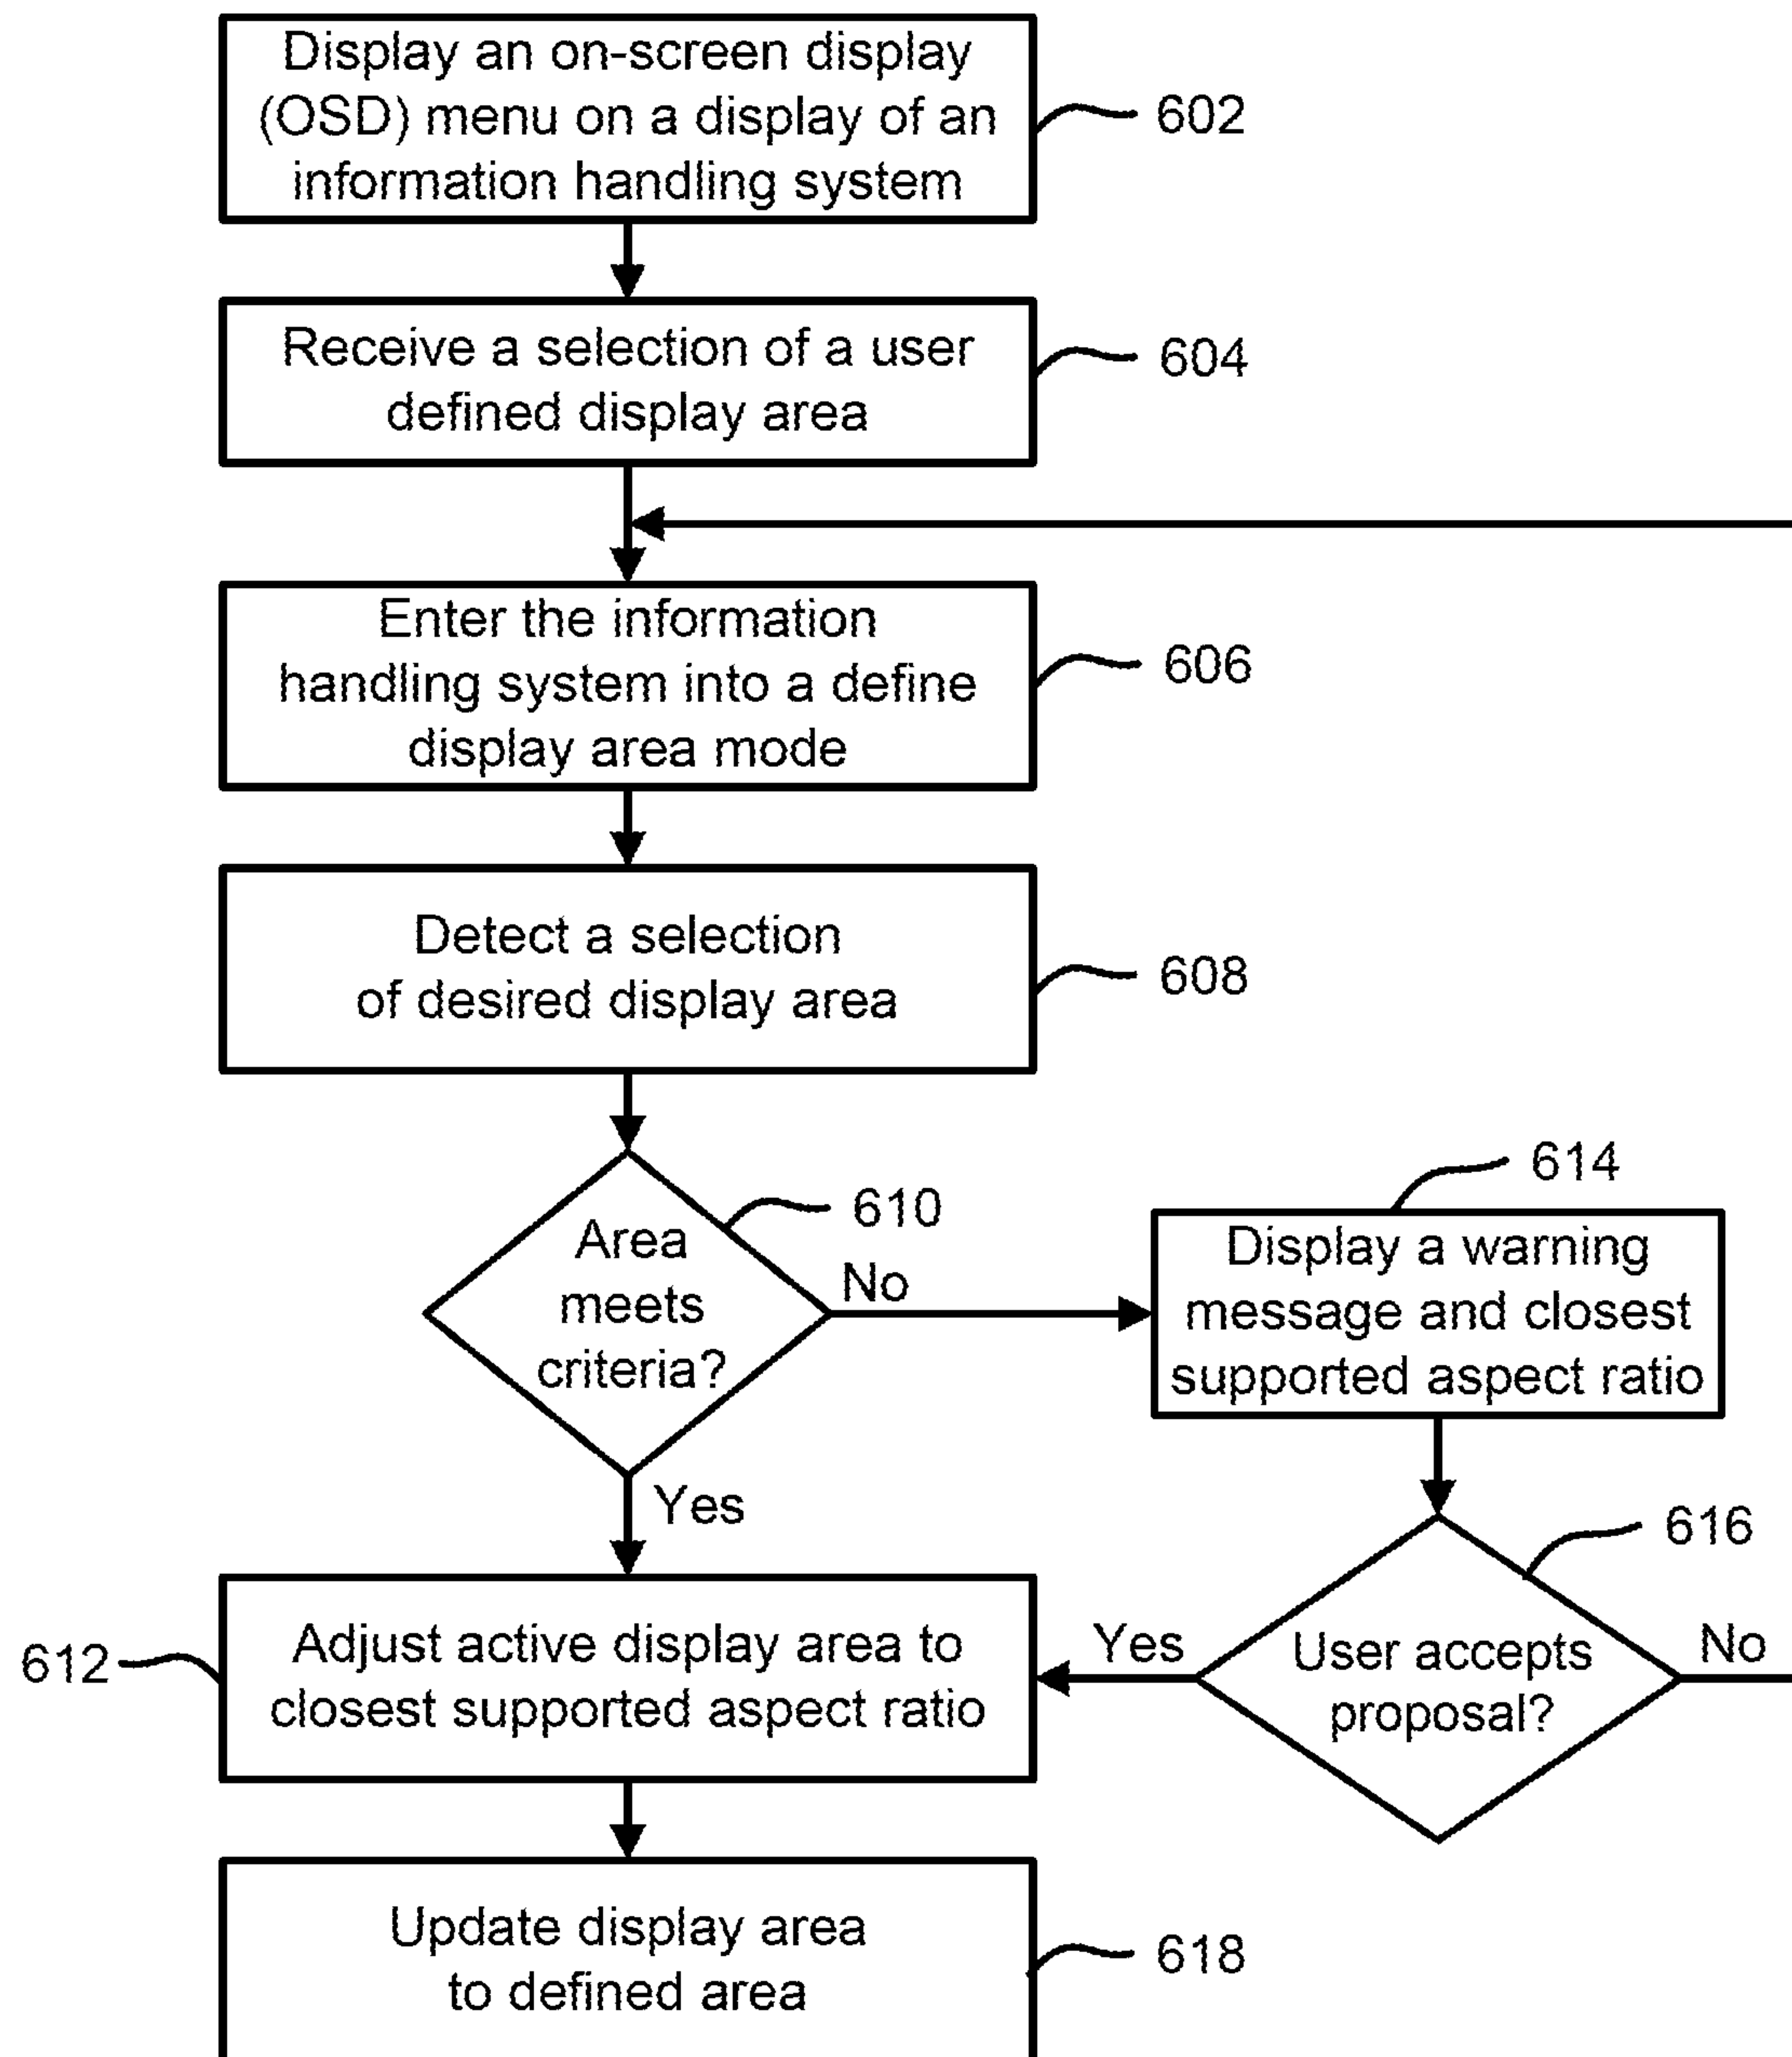 Display an on-screen display
(OSD) menu on a display of an
information handling system
602
Receive a selection of a user
defined display area
604
Enter the information
handling system into a define
display area mode
606
Detect a selection
of desired display area
608
Area
meets
criteria?
610
No
Yes
614
Display a warning
message and closest
supported aspect ratio
616
User accepts
proposal?
Yes
No
612
Adjust active display area to
closest supported aspect ratio
Update display area
to defined area
618